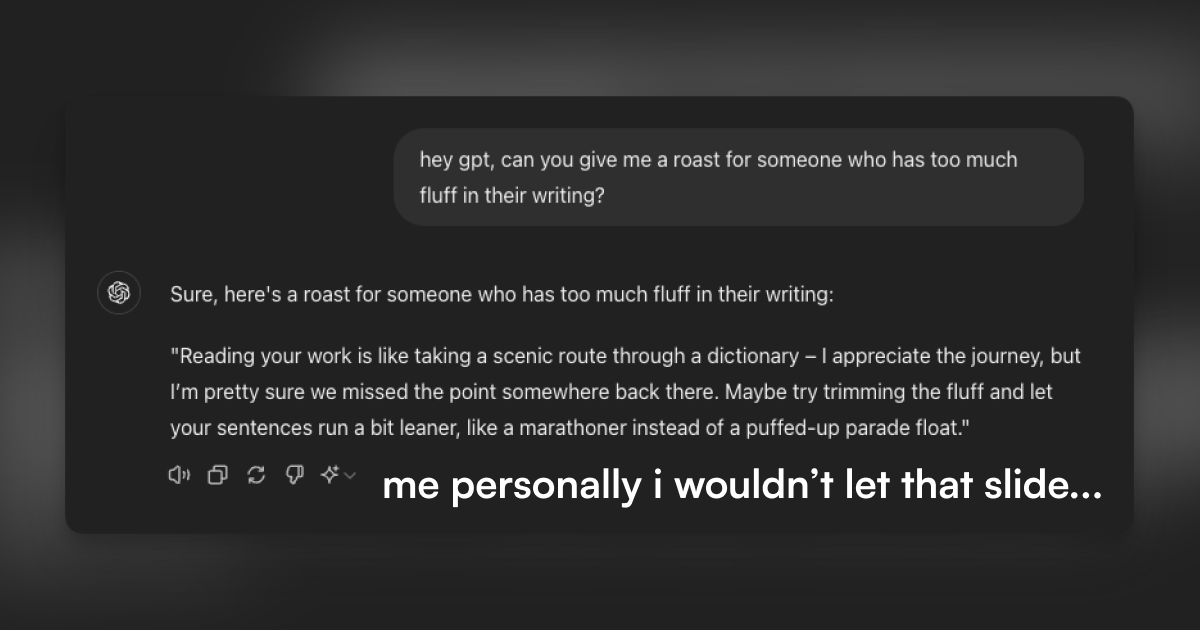 hey gpt, can you give me a roast for someone who has too much
fluff in their writing?
Sure, here's a roast for someone who has too much fluff in their writing:
"Reading your work is like taking a scenic route through a dictionary – I appreciate the journey, but
I’m pretty sure we missed the point somewhere back there. Maybe try trimming the fluff and let
your sentences run a bit leaner, like a marathoner instead of a puffed-up parade float."
me personally i wouldn’t let that slide...